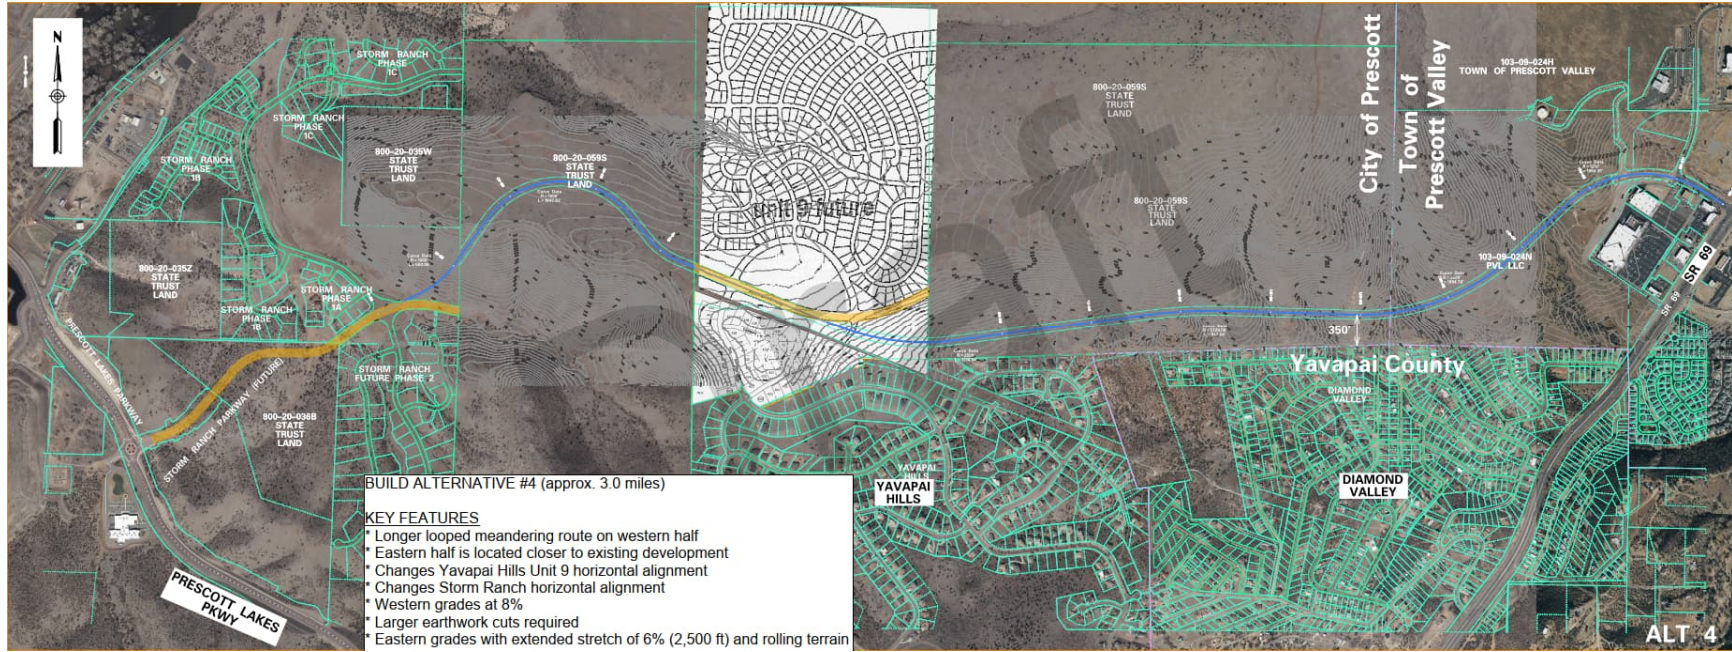 N
STORM RANCH
PHASE
1C
STORM RANCH
PHASE
1C
STORM RANCH
PHASE
1B
800-20-035W
STATE
TRUST
LAND
800-20-059S
STATE
TRUST
LAND
unit 9 future
800-20-059S
STATE
TRUST
LAND
800-20-059S
STATE
TRUST
LAND
City of Prescott
Town of
Prescott Valley
103-09-024H
TOWN OF PRESCOTT VALLEY
103-09-024N
PVL LLC
SR 69
SR 69
800-20-035Z
STATE
TRUST
LAND
STORM RANCH
PHASE
1B
STORM RANCH
PHASE
1A
PRESCOTT LAKES PARKWAY
STORM RANCH PARKWAY (FUTURE)
800-20-036B
STATE
TRUST
LAND
STORM RANCH
FUTURE PHASE 2
350'
Yavapai County
DIAMOND
VALLEY
YAVAPAI
HILLS
YAVAPAI
HILLS
DIAMOND
VALLEY
PRESCOTT LAKES
PKWY
BUILD ALTERNATIVE #4 (approx. 3.0 miles)
KEY FEATURES
* Longer looped meandering route on western half
* Eastern half is located closer to existing development
* Changes Yavapai Hills Unit 9 horizontal alignment
* Changes Storm Ranch horizontal alignment
* Western grades at 8%
* Larger earthwork cuts required
* Eastern grades with extended stretch of 6% (2,500 ft) and rolling terrain
ALT 4